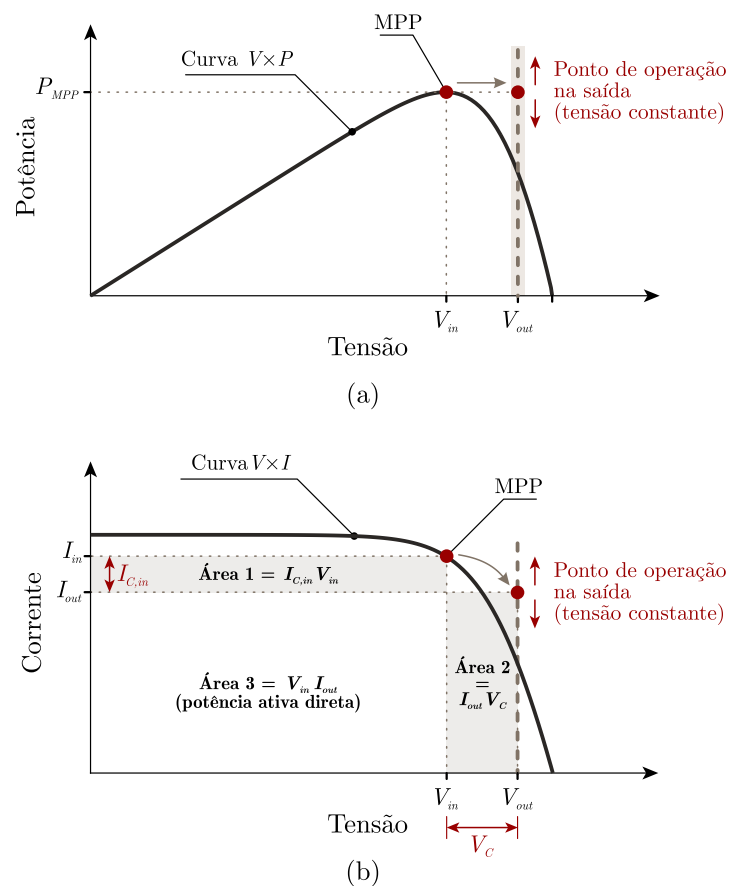 MPP
Curva V×P
P_MPP
Ponto de operação
na saída
(tensão constante)
Potência
V_in
V_out
Tensão
(a)
Curva V×I
MPP
I_in
I_C,in
I_out
Área 1 = I_C,in V_in
Ponto de operação
na saída
(tensão constante)
Corrente
Área 2
=
I_out V_C
Área 3 = V_in I_out
(potência ativa direta)
V_in
V_out
Tensão
V_C
(b)